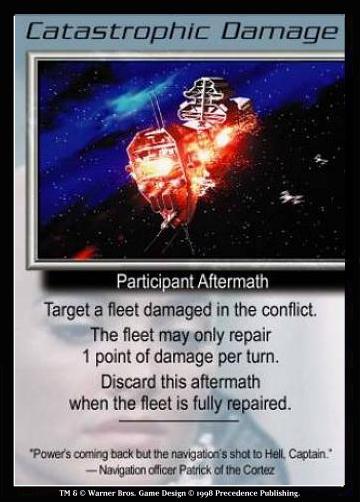 Catastrophic Damage
Participant Aftermath
Target a fleet damaged in the conflict.
The fleet may only repair
1 point of damage per turn.
Discard this aftermath
when the fleet is fully repaired.
"Power's coming back but the navigation's shot to Hell, Captain."
— Navigation officer Patrick of the Cortez
TM & © Warner Bros. Game Design © 1998 Precedence Publishing.